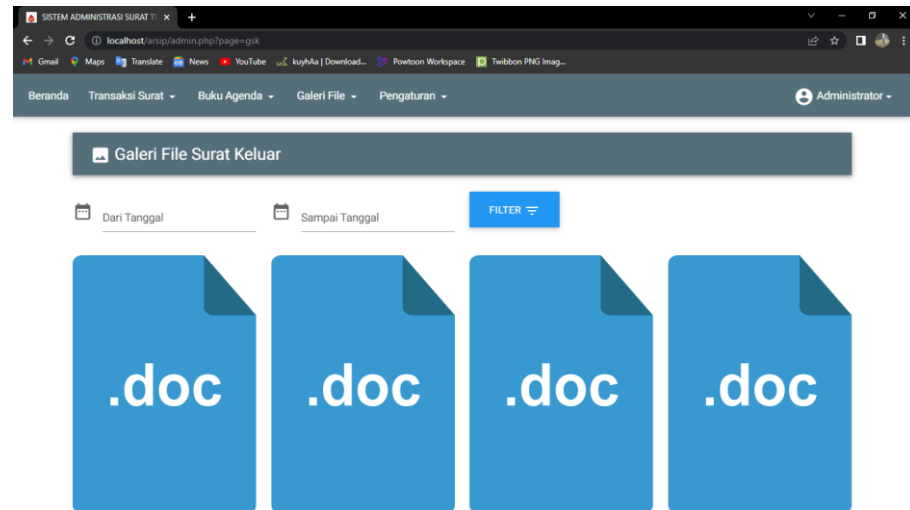 SISTEM ADMINISTRASI SURAT
localhost/arsip/admin.php?page=gsk
Gmail Maps Translate News YouTube kuyhAa | Download... Powtoon Workspace Twibbon PNG Imag...
Beranda Transaksi Surat Buku Agenda Galeri File Pengaturan Administrator
Galeri File Surat Keluar
Dari Tanggal Sampai Tanggal FILTER
.doc .doc .doc .doc